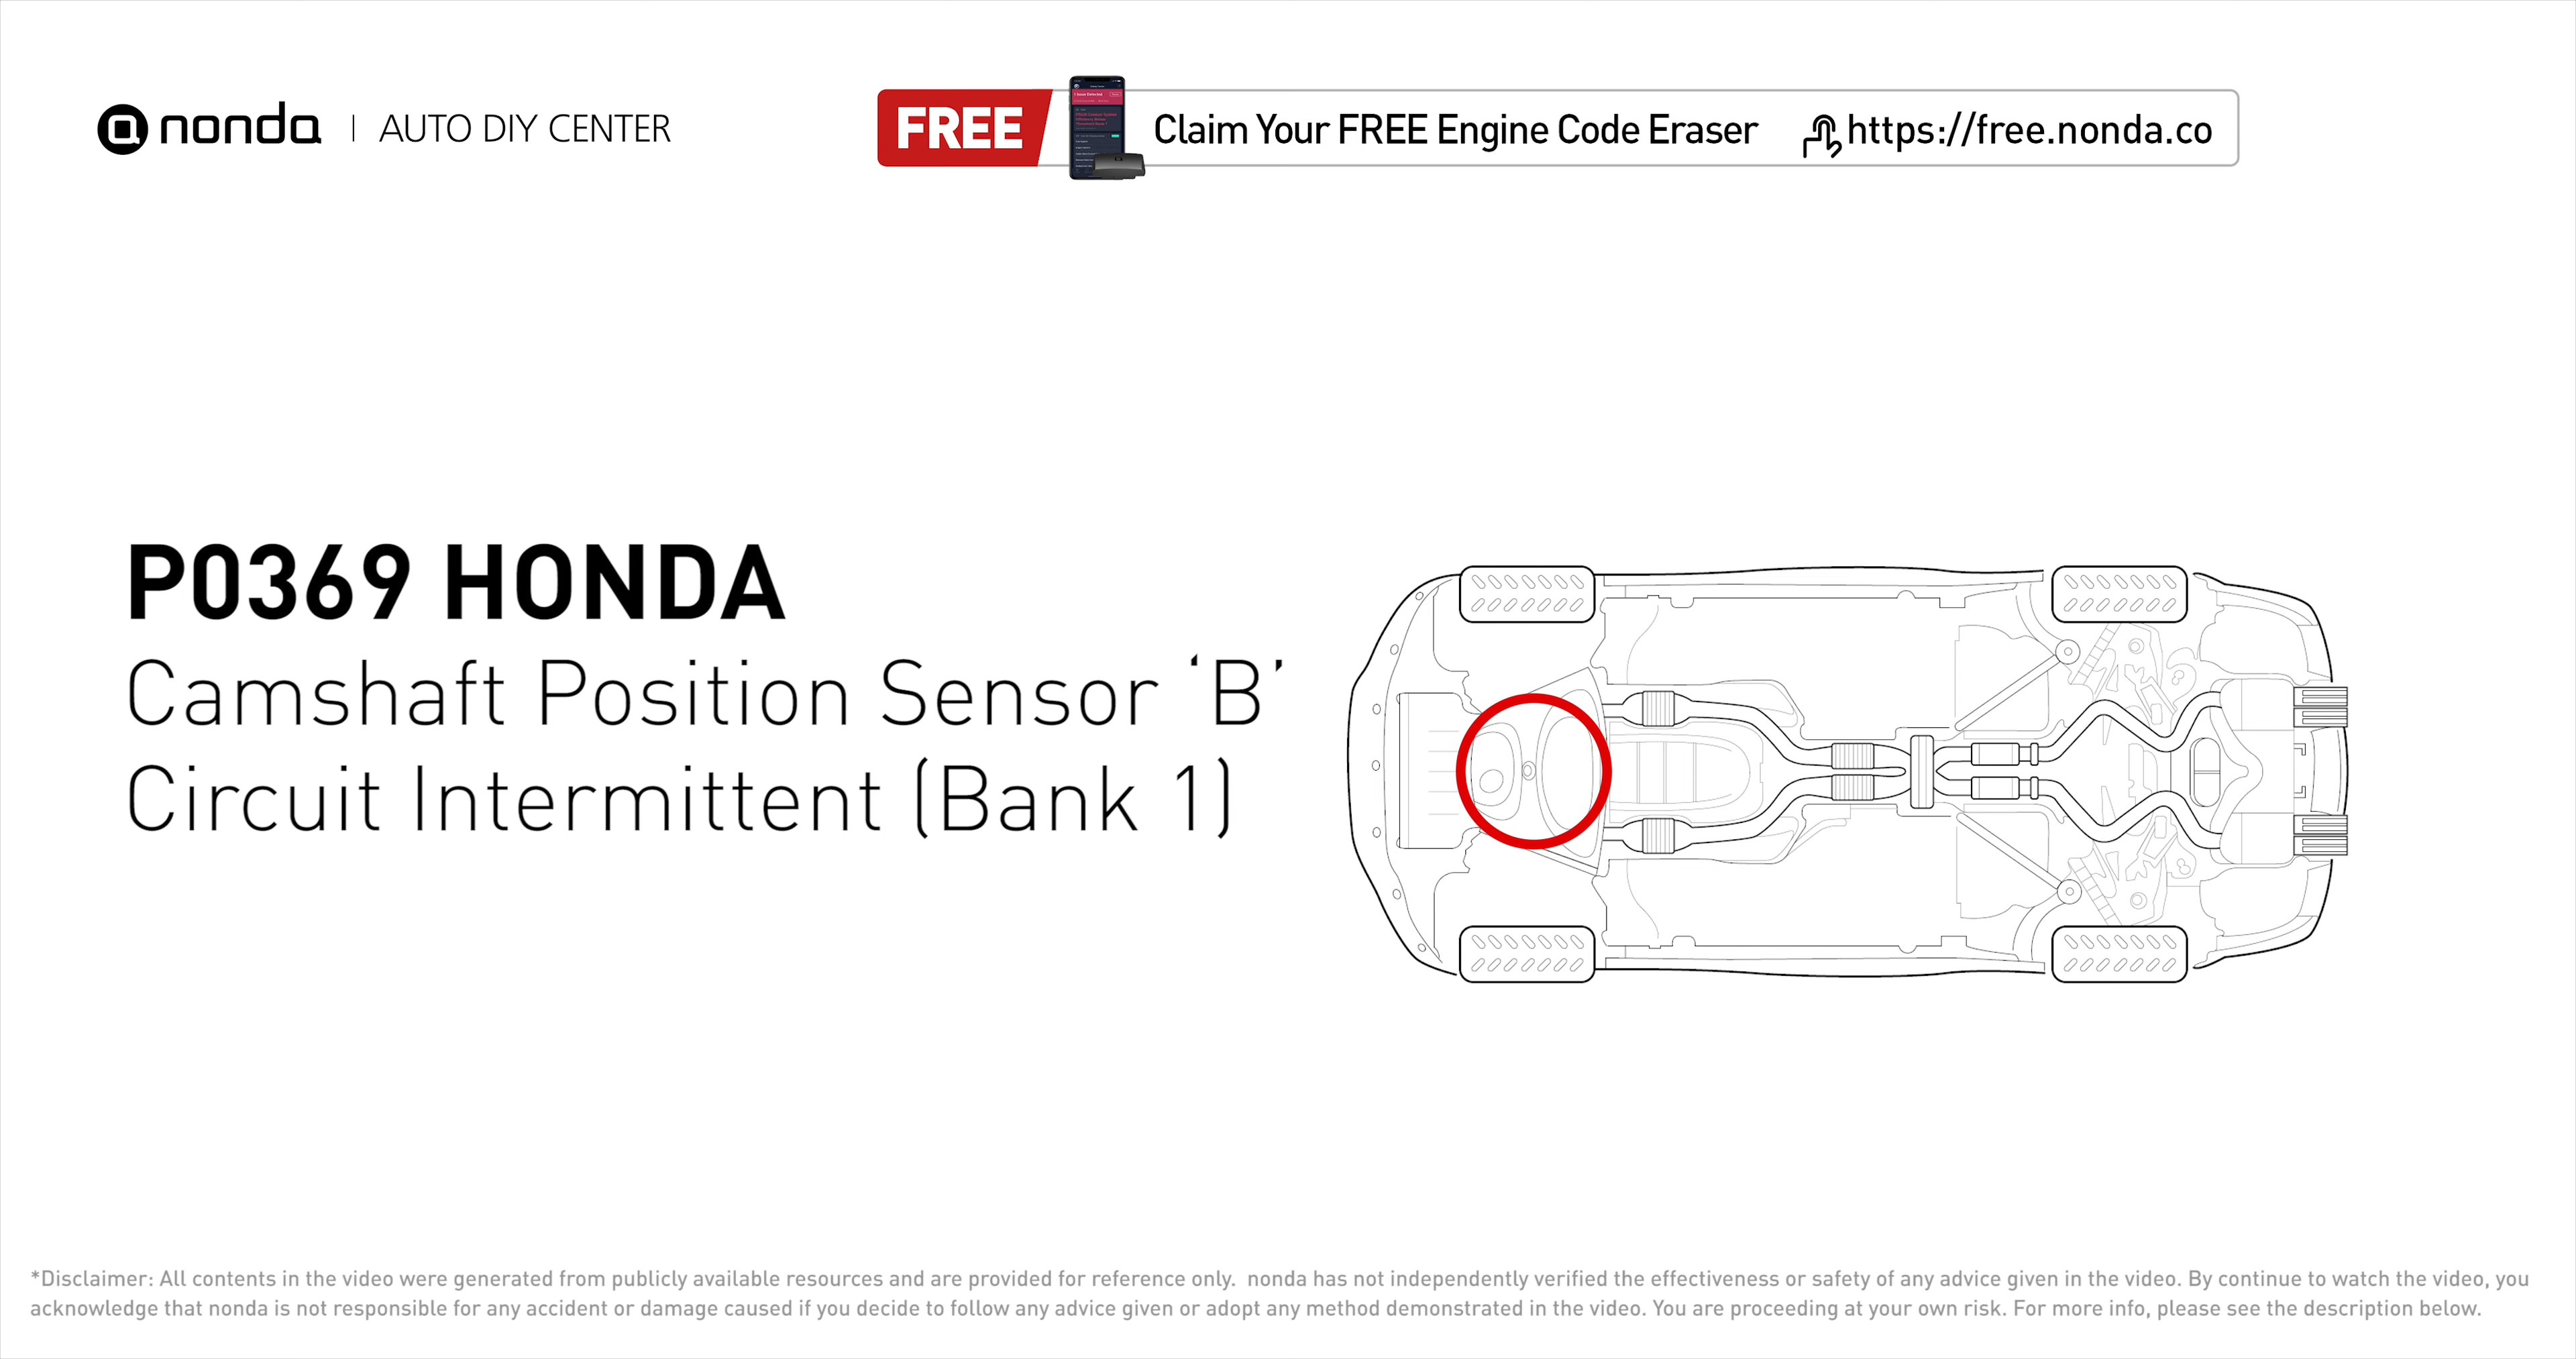 nonda | AUTO DIY CENTER
FREE Claim Your FREE Engine Code Eraser https://free.nonda.co
P0369 HONDA
Camshaft Position Sensor ‘B’
Circuit Intermittent (Bank 1)
*Disclaimer: All contents in the video were generated from publicly available resources and are provided for reference only. nonda has not independently verified the effectiveness or safety of any advice given in the video. By continue to watch the video, you
acknowledge that nonda is not responsible for any accident or damage caused if you decide to follow any advice given or adopt any method demonstrated in the video. You are proceeding at your own risk. For more info, please see the description below.